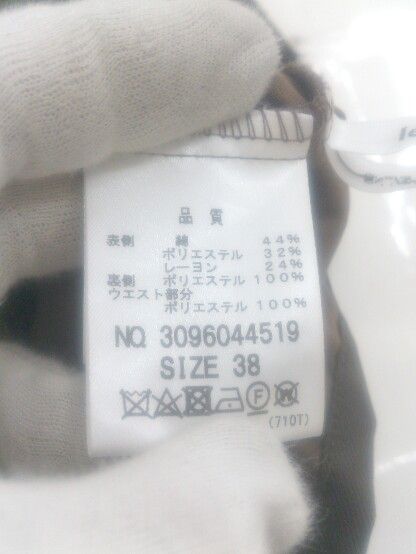 品 質
表側 綿 44%
ポリエステル 32%
レーヨン 24%
裏側 ポリエステル 100%
ウエスト部分
ポリエステル 100%
NO. 3096044519
SIZE 38
(710T)